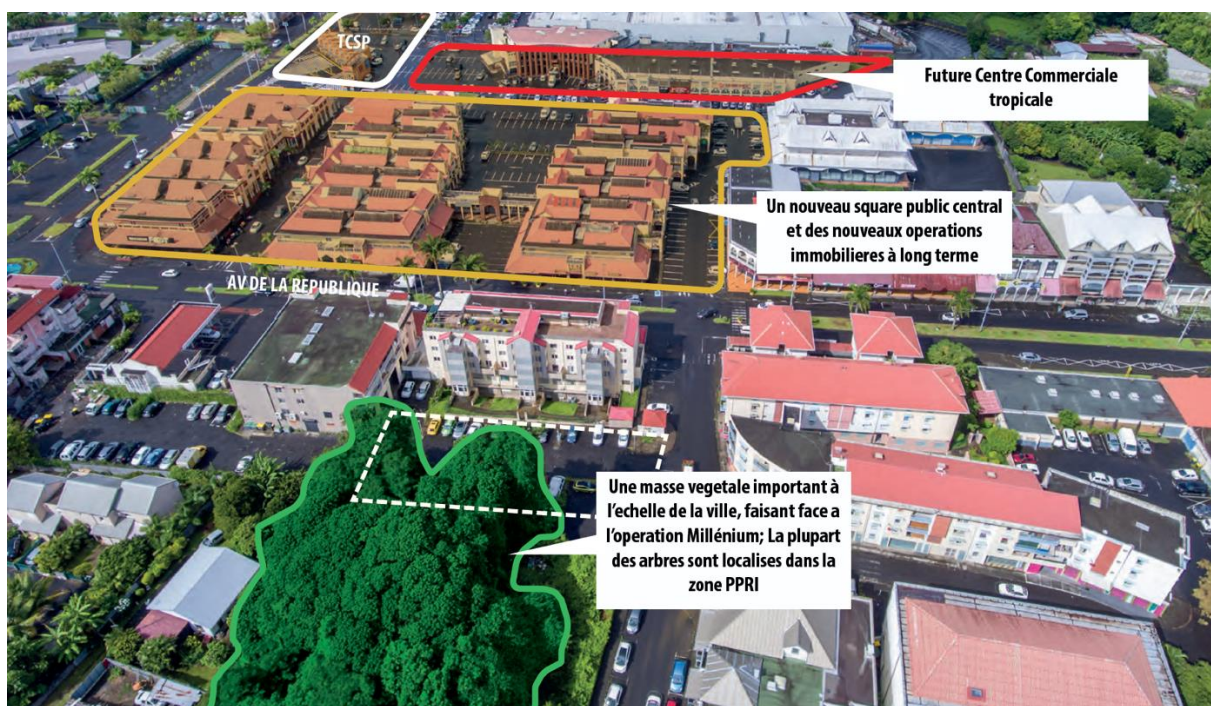 TCSP
Future Centre Commerciale
tropicale
Un nouveau square public central
et des nouveaux operations
immobilieres à long terme
AV DE LA REPUBLIQUE
Une masse vegetale important à
l'echelle de la ville, faisant face a
l'operation Millénium; La plupart
des arbres sont localises dans la
zone PPRI